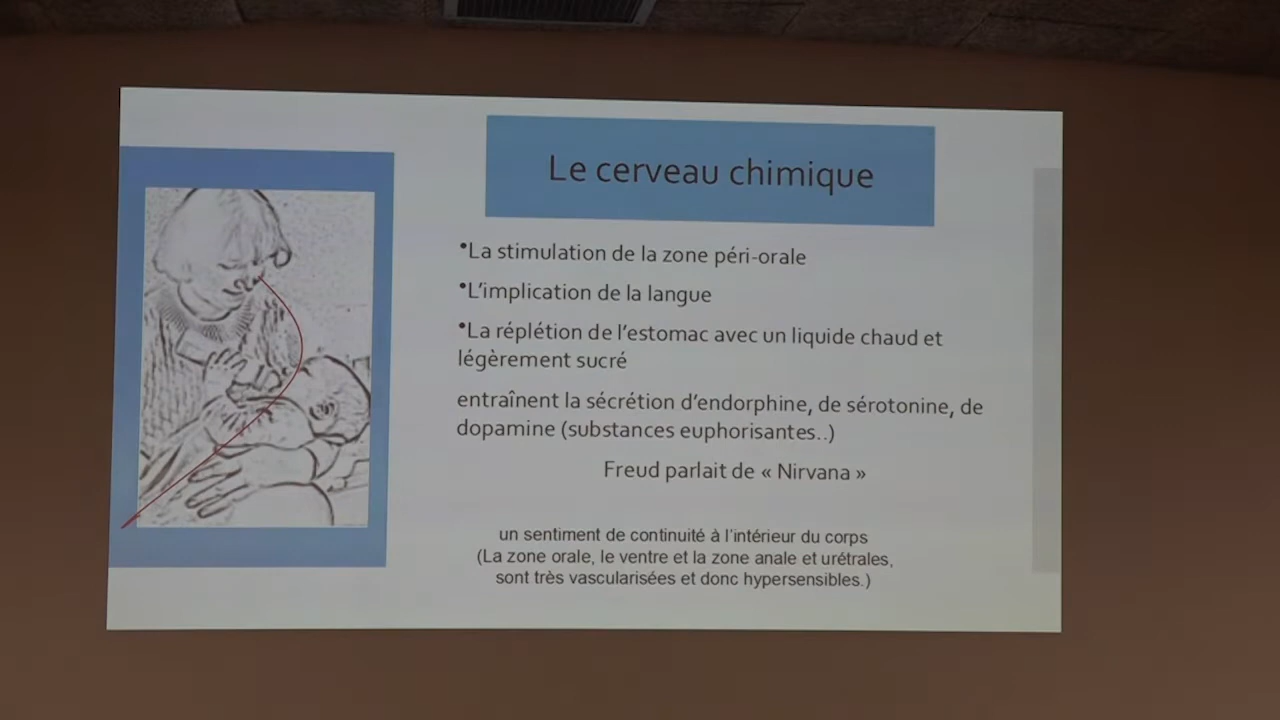 Le cerveau chimique
•La stimulation de la zone péri-orale
•L'implication de la langue
•La réplétion de l'estomac avec un liquide chaud et
légèrement sucré
entraînent la sécrétion d'endorphine, de sérotonine, de
dopamine (substances euphorisantes..)
Freud parlait de « Nirvana »
un sentiment de continuité à l'intérieur du corps
(La zone orale, le ventre et la zone anale et urétrales,
sont très vascularisées et donc hypersensibles.)